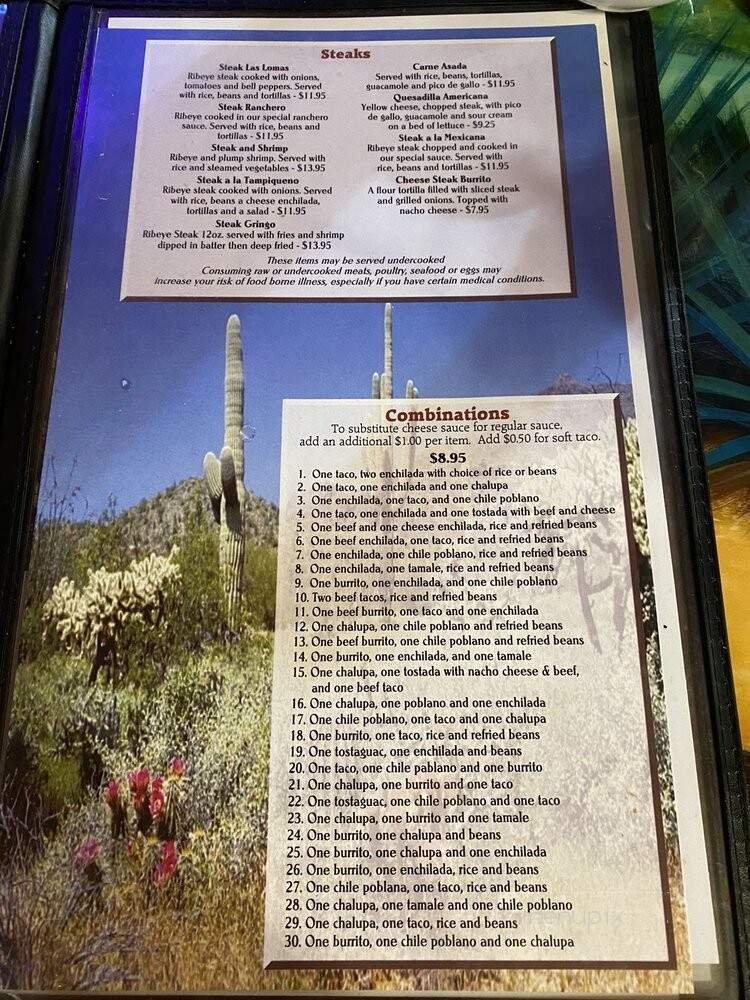 Steaks
Steak Las Lomas
Ribeye steak cooked with onions,
tomatoes and bell peppers. Served
with rice, beans and tortillas - $11.95
Steak Ranchero
Ribeye cooked in our special ranchero
sauce. Served with rice, beans and
tortillas - $11.95
Steak and Shrimp
Ribeye and plump shrimp. Served with
rice and steamed vegetables - $13.95
Steak a la Tampiqueno
Ribeye steak cooked with onions. Served
with rice, beans a cheese enchilada,
tortillas and a salad - $11.95
Steak Gringo
Ribeye Steak 12oz. served with fries and shrimp
dipped in batter then deep fried - $13.95
Carne Asada
Served with rice, beans, tortillas,
guacamole and pico de gallo - $11.95
Quesadilla Americana
Yellow cheese, chopped steak, with pico
de gallo, guacamole and sour cream
on a bed of lettuce - $9.25
Steak a la Mexicana
Ribeye steak chopped and cooked in
our special sauce. Served with
rice, beans and tortillas - $11.95
Cheese Steak Burrito
A flour tortilla filled with sliced steak
and grilled onions. Topped with
nacho cheese - $7.95
These items may be served undercooked
Consuming raw or undercooked meats, poultry, seafood or eggs may
increase your risk of food borne illness, especially if you have certain medical conditions.
Combinations
To substitute cheese sauce for regular sauce,
add an additional $1.00 per item. Add $0.50 for soft taco.
$8.95
1. One taco, two enchilada with choice of rice or beans
2. One taco, one enchilada and one chalupa
3. One enchilada, one taco, and one chile poblano
4. One taco, one enchilada and one tostada with beef and cheese
5. One beef and one cheese enchilada, rice and refried beans
6. One beef enchilada, one taco, rice and refried beans
7. One enchilada, one chile poblano, rice and refried beans
8. One enchilada, one tamale, rice and refried beans
9. One burrito, one enchilada, and one chile poblano
10. Two beef tacos, rice and refried beans
11. One beef burrito, one taco and one enchilada
12. One chalupa, one chile poblano and refried beans
13. One beef burrito, one chile poblano and refried beans
14. One burrito, one enchilada, and one tamale
15. One chalupa, one tostada with nacho cheese & beef,
and one beef taco
16. One chalupa, one poblano and one enchilada
17. One chile poblano, one taco and one chalupa
18. One burrito, one taco, rice and refried beans
19. One tostaguac, one enchilada and beans
20. One taco, one chile pablano and one burrito
21. One chalupa, one burrito and one taco
22. One tostaguac, one chile poblano and one taco
23. One chalupa, one burrito and one tamale
24. One burrito, one chalupa and beans
25. One burrito, one chalupa and one enchilada
26. One burrito, one enchilada, rice and beans
27. One chile poblana, one taco, rice and beans
28. One chalupa, one tamale and one chile poblano
29. One chalupa, one taco, rice and beans
30. One burrito, one chile poblano and one chalupa